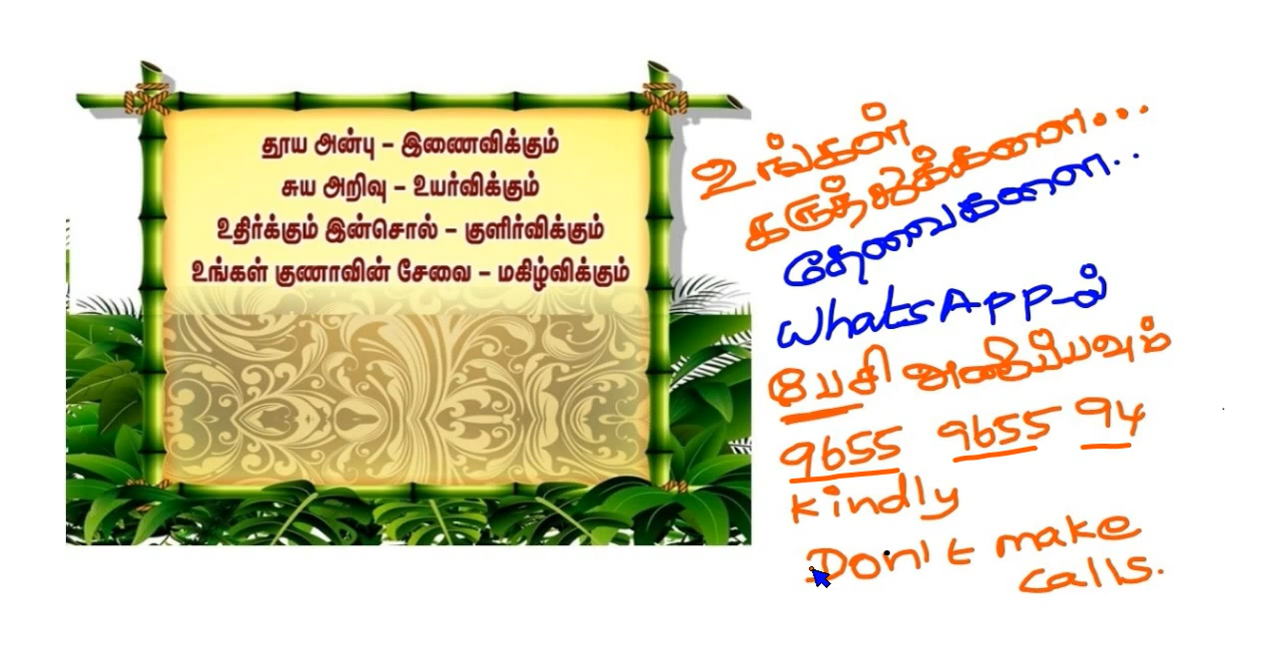 தூய அன்பு – இணைவிக்கும்
சுய அறிவு – உயர்விக்கும்
உதிர்க்கும் இன்சொல் – குளிர்விக்கும்
உங்கள் குணாவின் சேவை – மகிழ்விக்கும்
உங்கள்
கருத்துக்களை...
தேவைகளை..
WhatsApp-ல்
பேசி அனுப்பவும்
9655 9655 94
kindly
Don't make
calls.